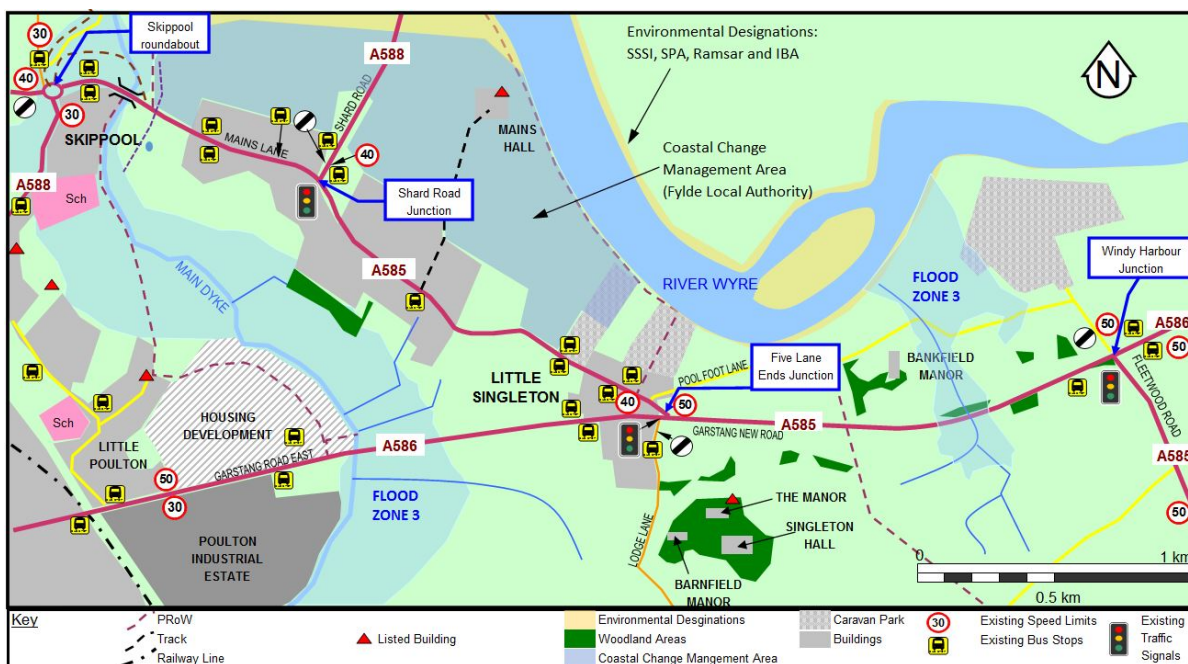 Skippool
roundabout
Environmental Designations:
SSSI, SPA, Ramsar and IBA
N
A588
30
40
30
SKIPPOOL
SHARD ROAD
MAINS LANE
40
MAINS
HALL
Coastal Change
Management Area
(Fylde Local Authority)
A588
Sch
Shard Road
Junction
MAIN DYKE
A585
RIVER WYRE
FLOOD
ZONE 3
Windy Harbour
Junction
50
A586
50
Five Lane
Ends Junction
POOL FOOT LANE
BANKFIELD
MANOR
FLEETWOOD ROAD
LITTLE
SINGLETON
40
50
Sch
HOUSING
DEVELOPMENT
A586
GARSTANG NEW ROAD
A585
A585
LITTLE
POULTON
50
30
GARSTANG ROAD EAST
FLOOD
ZONE 3
THE MANOR
SINGLETON
HALL
LODGE LANE
BARNFIELD
MANOR
50
POULTON
INDUSTRIAL
ESTATE
0
1 km
0.5 km
Key
PRoW
Track
Railway Line
Listed Building
Environmental Desginations
Woodland Areas
Coastal Change Mangement Area
Caravan Park
Buildings
30
Existing Speed Limits
Existing Bus Stops
Existing
Traffic
Signals